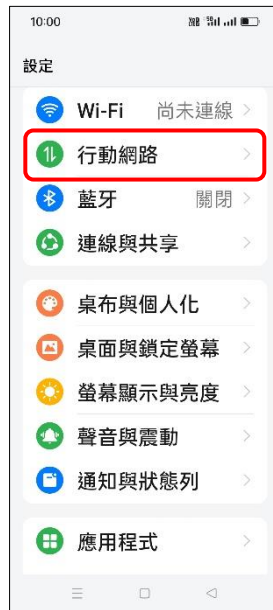 10:00
設定
Wi-Fi 尚未連線
行動網路
藍牙 關閉
連線與共享
桌布與個人化
桌面與鎖定螢幕
螢幕顯示與亮度
聲音與震動
通知與狀態列
應用程式